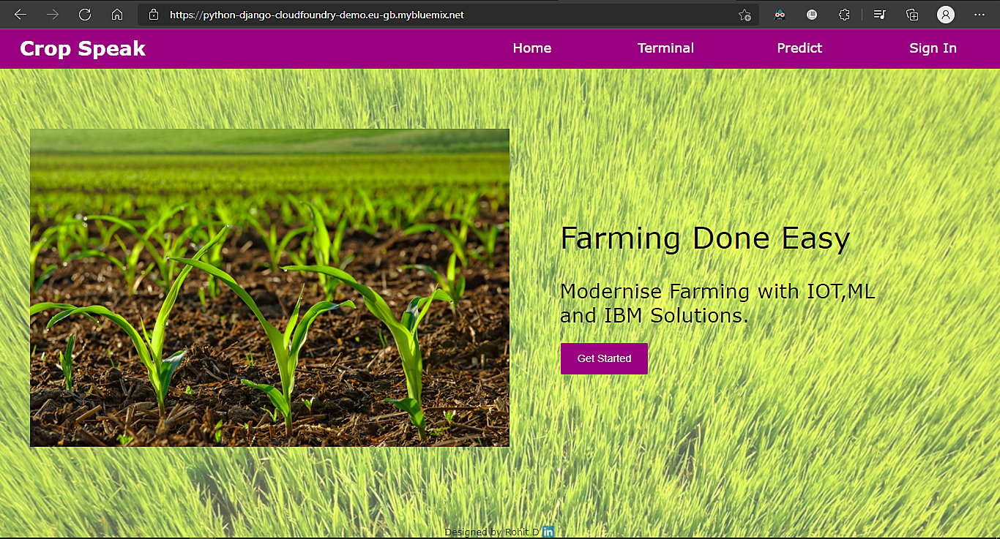 https://python-django-cloudfoundry-demo.eu-gb.mybluemix.net
Crop Speak Home Terminal Predict Sign In
Farming Done Easy
Modernise Farming with IOT,ML
and IBM Solutions.
Get Started
Designed by Rohit D in